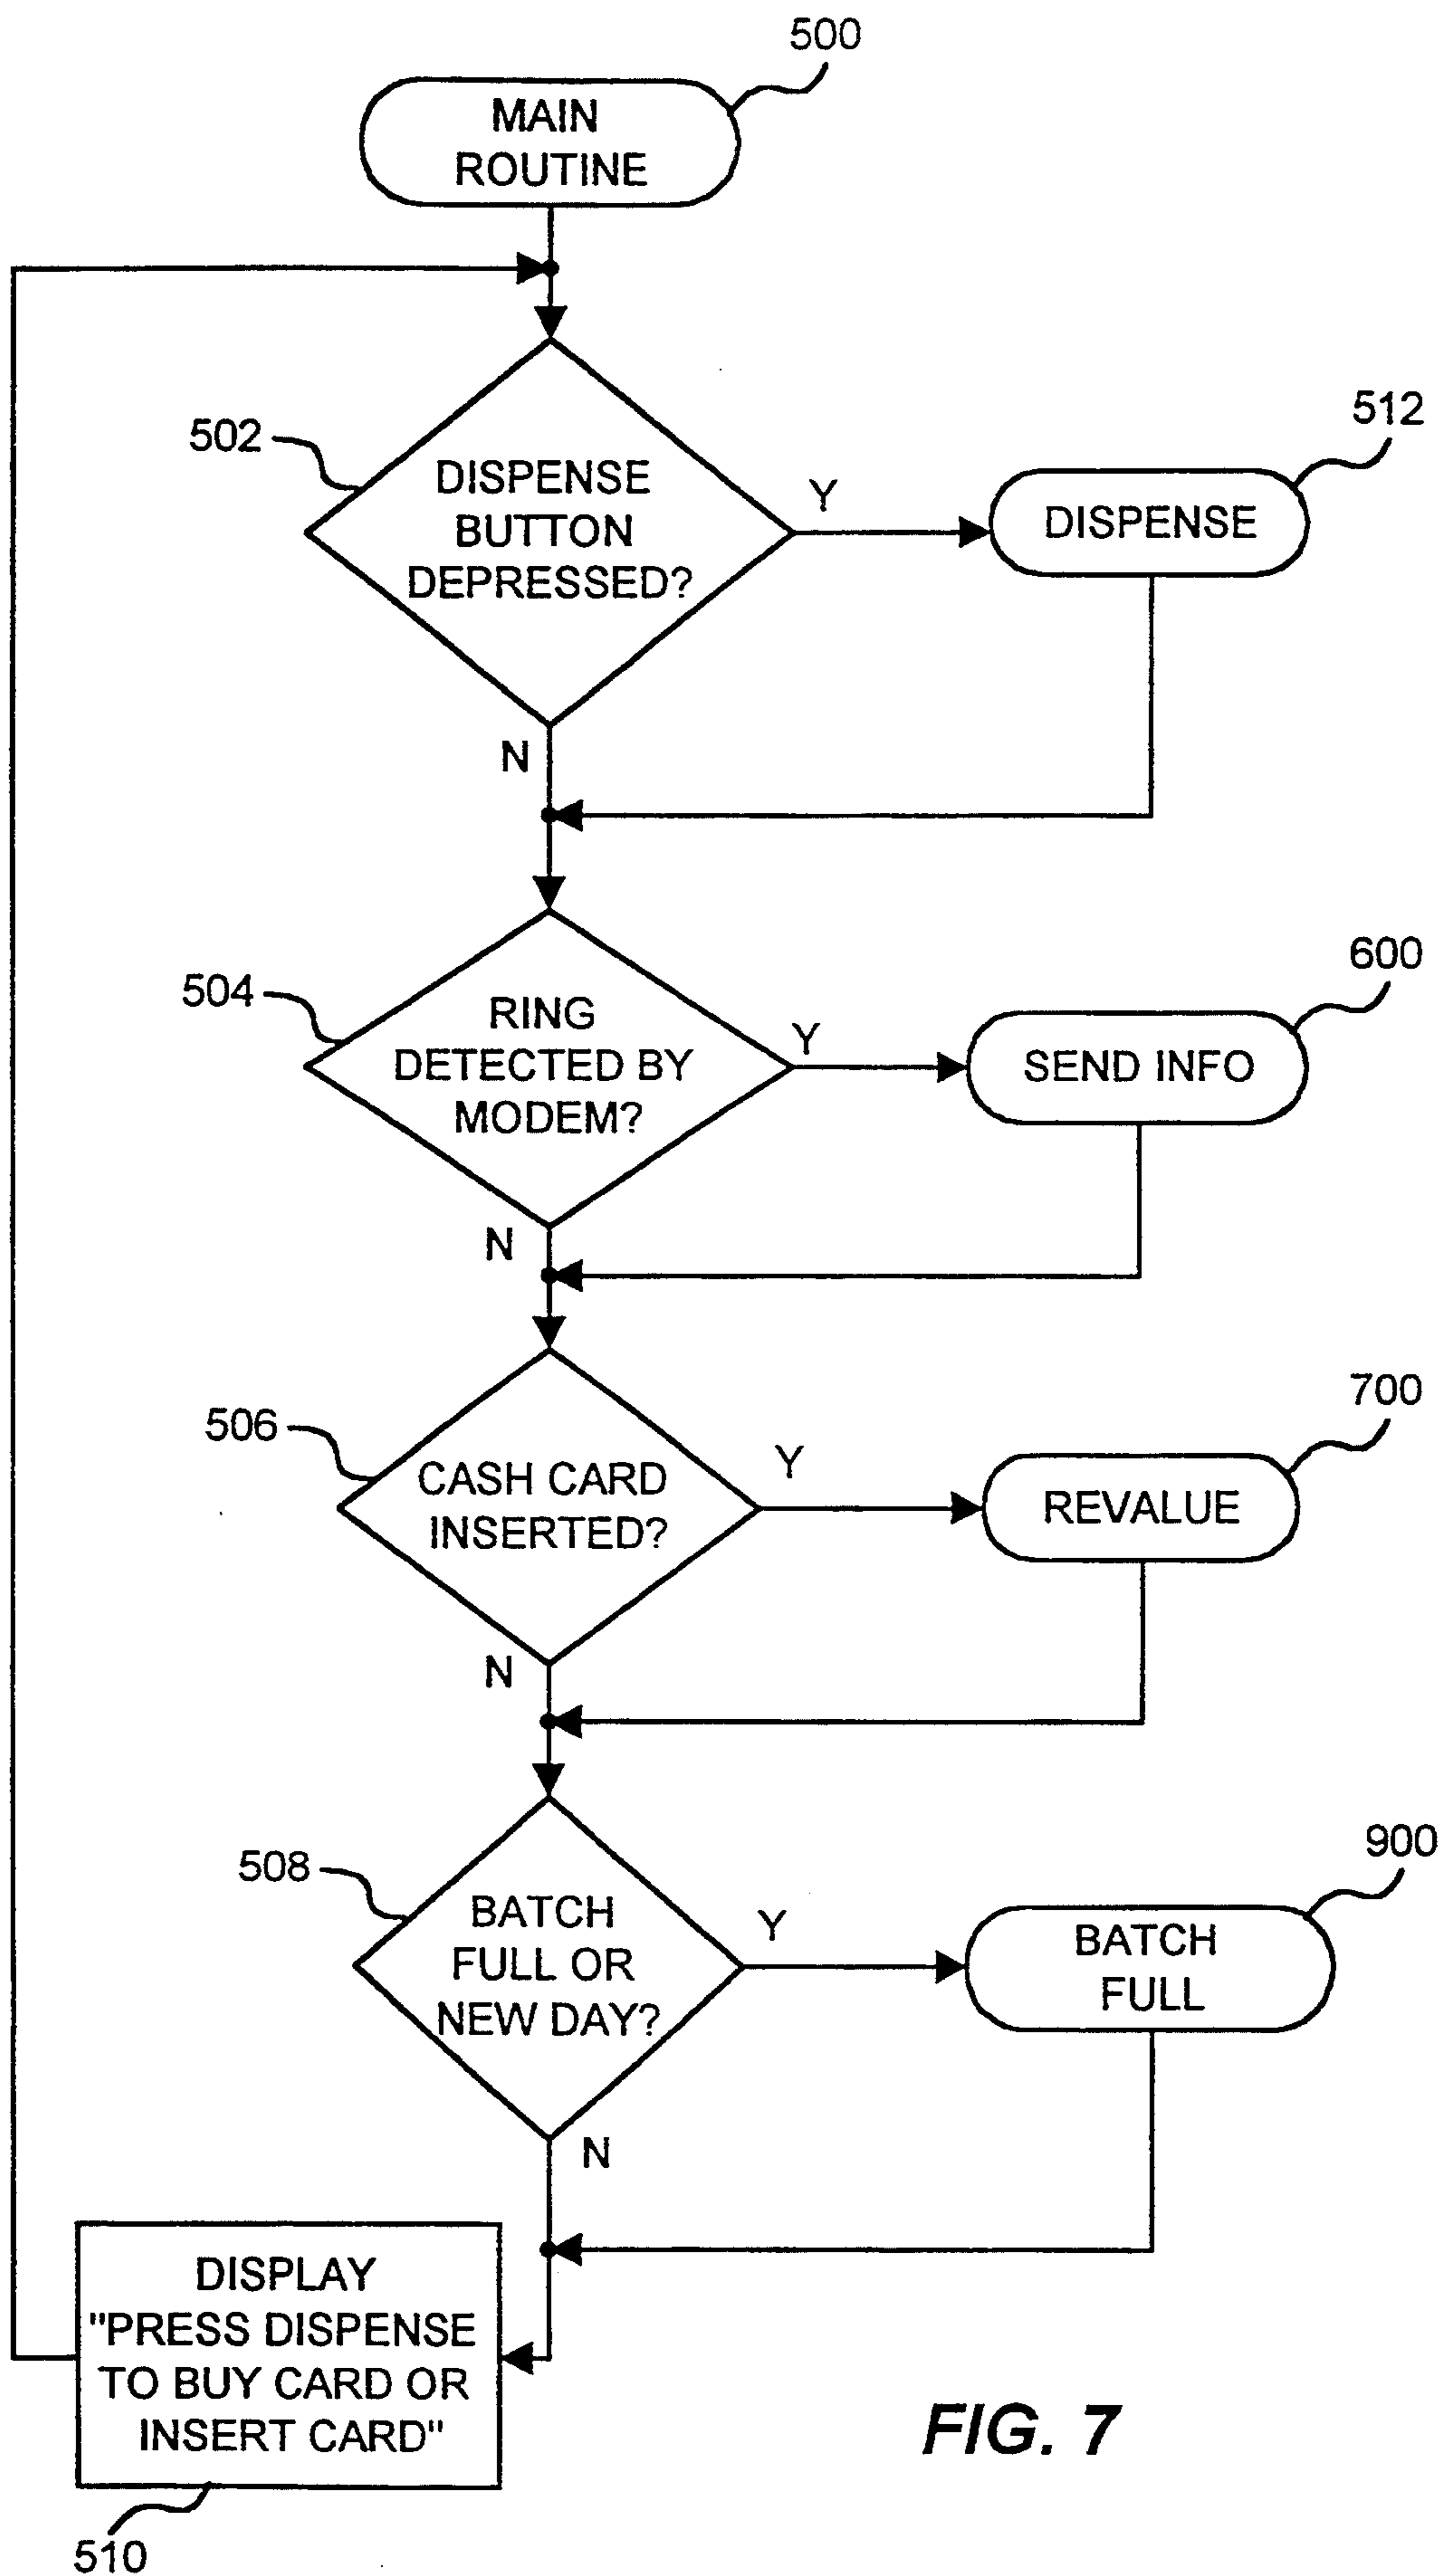 500
MAIN
ROUTINE
502
DISPENSE
BUTTON
DEPRESSED?
Y
512
DISPENSE
N
504
RING
DETECTED BY
MODEM?
Y
600
SEND INFO
N
506
CASH CARD
INSERTED?
Y
700
REVALUE
N
508
BATCH
FULL OR
NEW DAY?
Y
900
BATCH
FULL
N
DISPLAY
"PRESS DISPENSE
TO BUY CARD OR
INSERT CARD"
510
FIG. 7